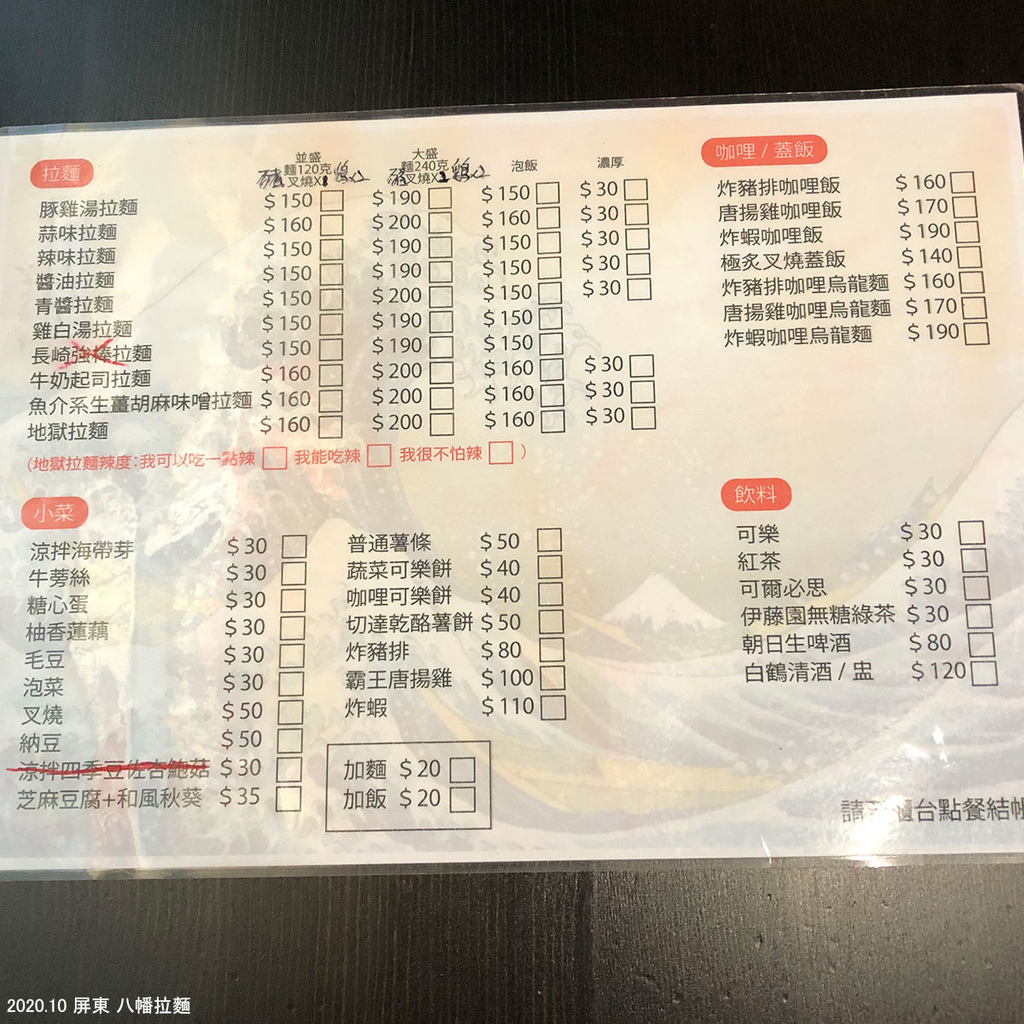 拉麵
並盛
麵120克
叉燒X1
大盛
麵240克
叉燒X2
泡飯
濃厚
豚雞湯拉麵 $150 $190 $150 $30
蒜味拉麵 $160 $200 $160 $30
辣味拉麵 $150 $190 $150 $30
醬油拉麵 $150 $190 $150 $30
青醬拉麵 $150 $200 $150 $30
雞白湯拉麵 $150 $190 $150
長崎強棒拉麵 $150 $190 $150
牛奶起司拉麵 $160 $200 $160 $30
魚介系生薑胡麻味噌拉麵 $160 $200 $160 $30
地獄拉麵 $160 $200 $160 $30
(地獄拉麵辣度:我可以吃一點辣 我能吃辣 我很不怕辣 )
咖哩 / 蓋飯
炸豬排咖哩飯 $160
唐揚雞咖哩飯 $170
炸蝦咖哩飯 $190
極炙叉燒蓋飯 $140
炸豬排咖哩烏龍麵 $160
唐揚雞咖哩烏龍麵 $170
炸蝦咖哩烏龍麵 $190
小菜
涼拌海帶芽 $30
牛蒡絲 $30
糖心蛋 $30
柚香蓮藕 $30
毛豆 $30
泡菜 $30
叉燒 $50
納豆 $50
涼拌四季豆佐杏鮑菇 $30
芝麻豆腐+和風秋葵 $35
普通薯條 $50
蔬菜可樂餅 $40
咖哩可樂餅 $40
切達乾酪薯餅 $50
炸豬排 $80
霸王唐揚雞 $100
炸蝦 $110
加麵 $20
加飯 $20
飲料
可樂 $30
紅茶 $30
可爾必思 $30
伊藤園無糖綠茶 $30
朝日生啤酒 $80
白鶴清酒 / 盅 $120
請 櫃台點餐結帳
2020.10 屏東 八幡拉麵